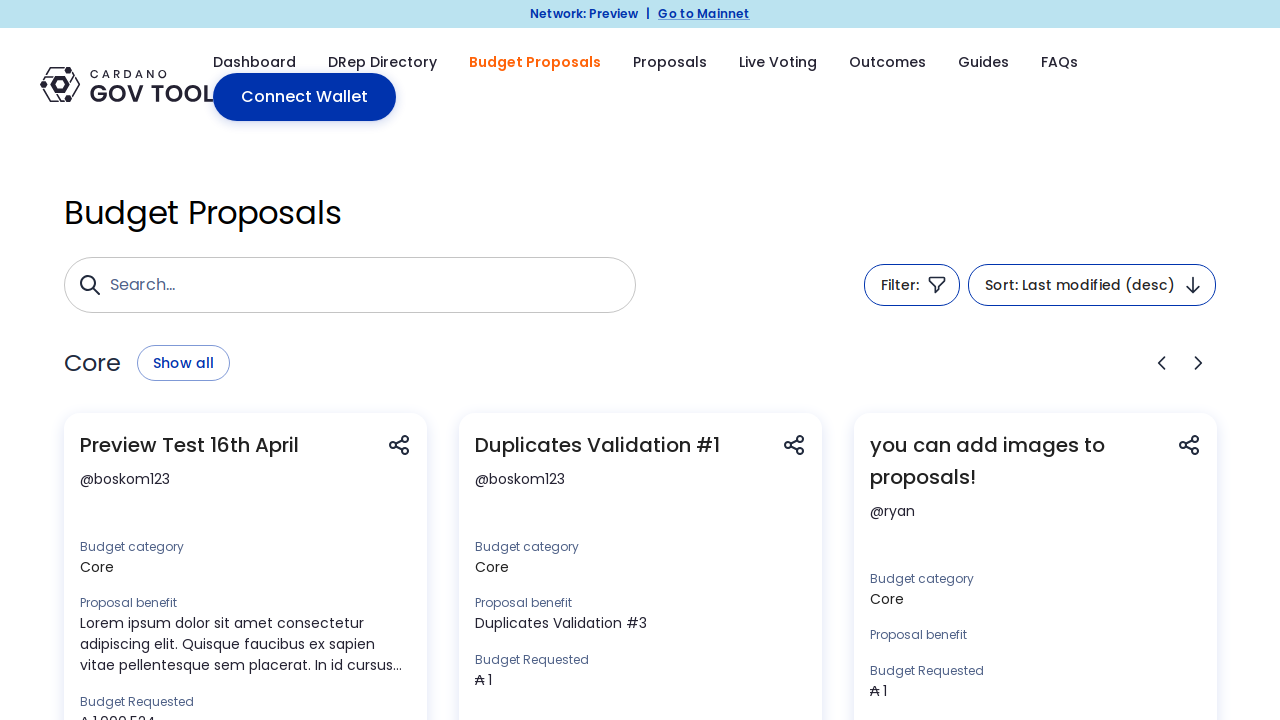 Network: Preview | Go to Mainnet
CARDANO
GOV TOOL
Dashboard DRep Directory Budget Proposals Proposals Live Voting Outcomes Guides FAQs
Connect Wallet
Budget Proposals
Search...
Filter:
Sort: Last modified (desc)
Core
Show all
Preview Test 16th April
@boskom123
Budget category
Core
Proposal benefit
Lorem ipsum dolor sit amet consectetur
adipiscing elit. Quisque faucibus ex sapien
vitae pellentesque sem placerat. In id cursus...
Budget Requested
₳ 1,000,524
Duplicates Validation #1
@boskom123
Budget category
Core
Proposal benefit
Duplicates Validation #3
Budget Requested
₳ 1
you can add images to
proposals!
@ryan
Budget category
Core
Proposal benefit
Budget Requested
₳ 1